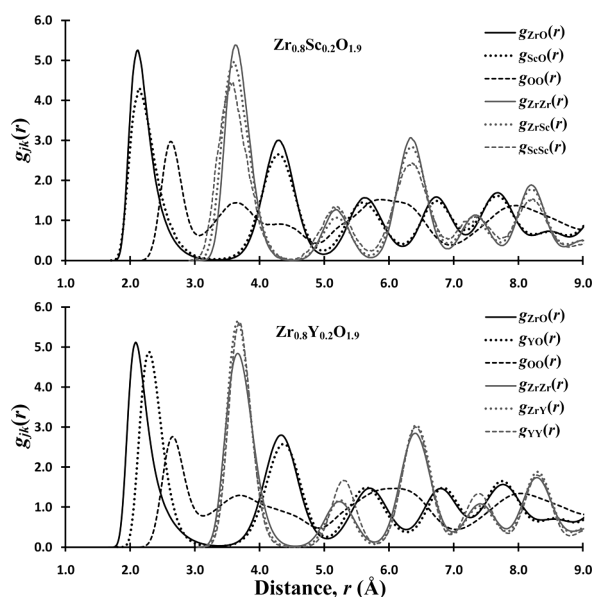 6.0
5.0
4.0
3.0
2.0
1.0
0.0
g_jk(r)
Zr0.8Sc0.2O1.9
gZrO(r)
gScO(r)
gOO(r)
gZrZr(r)
gZrSc(r)
gScSc(r)
1.0 2.0 3.0 4.0 5.0 6.0 7.0 8.0 9.0
6.0
5.0
4.0
3.0
2.0
1.0
0.0
g_jk(r)
Zr0.8Y0.2O1.9
gZrO(r)
gYO(r)
gOO(r)
gZrZr(r)
gZrY(r)
gYY(r)
1.0 2.0 3.0 4.0 5.0 6.0 7.0 8.0 9.0
Distance, r (Å)